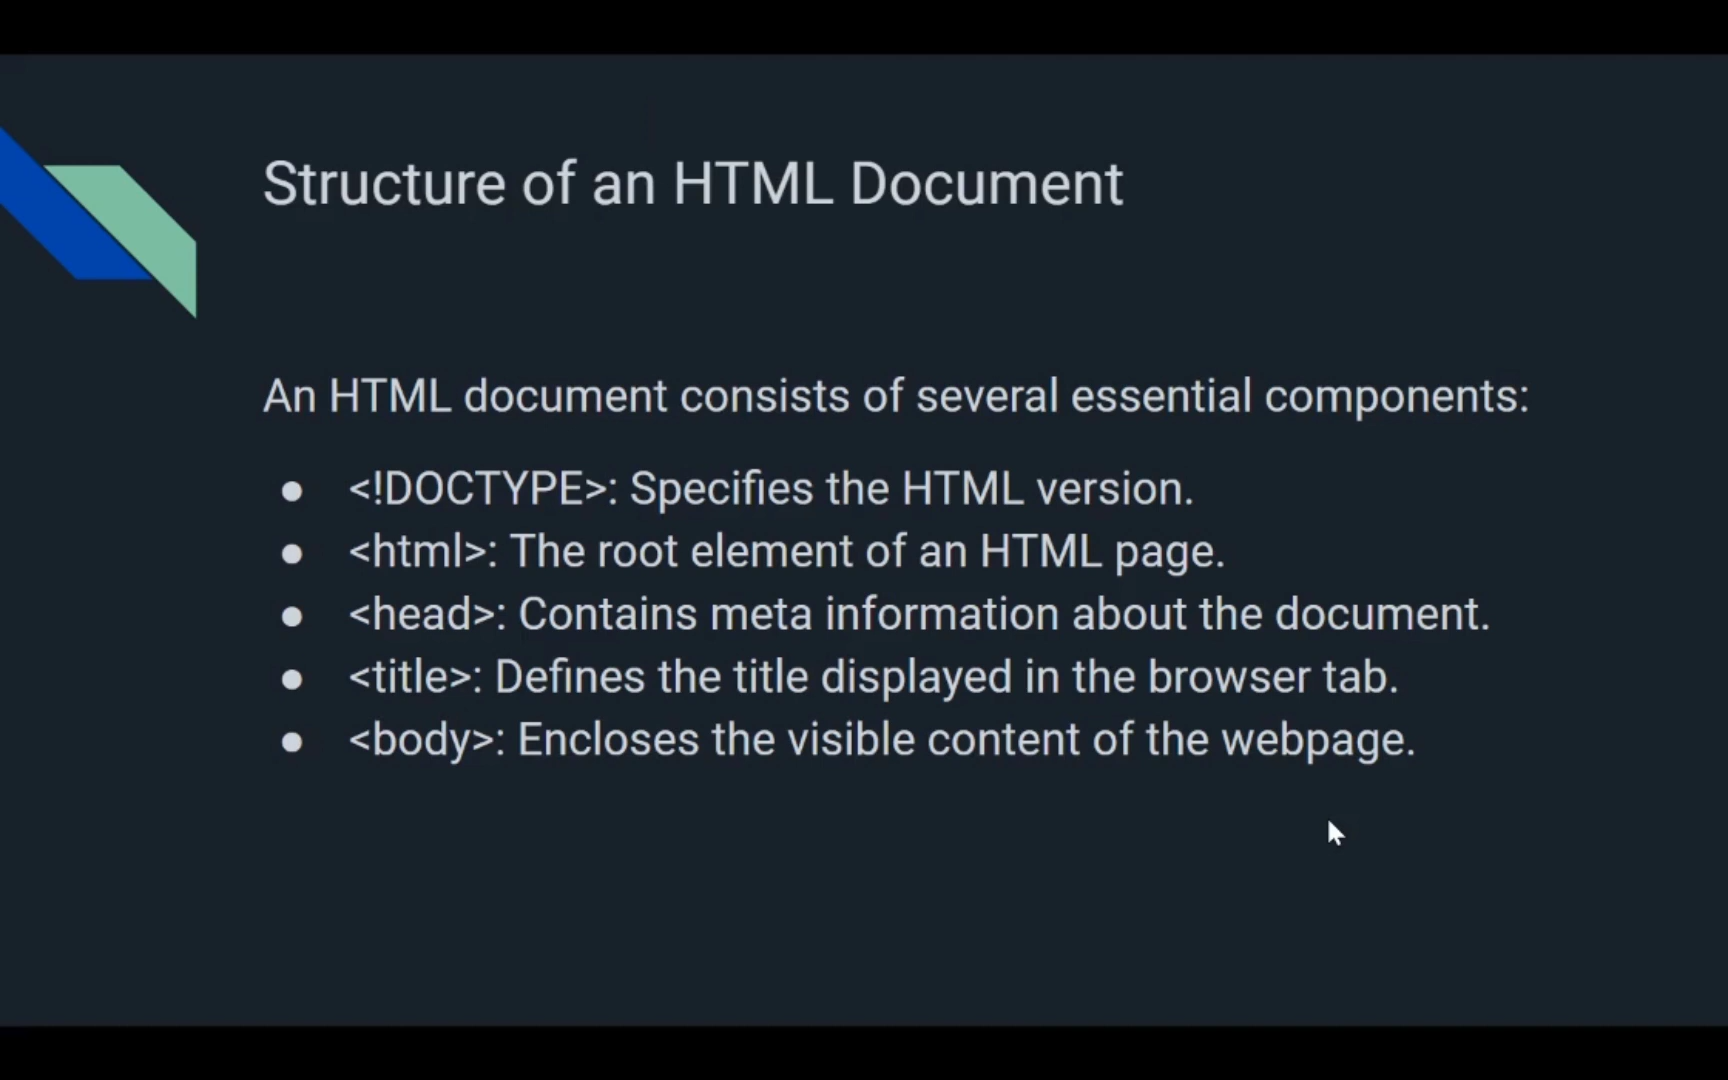 Structure of an HTML Document
An HTML document consists of several essential components:
● <!DOCTYPE>: Specifies the HTML version.
● <html>: The root element of an HTML page.
● <head>: Contains meta information about the document.
● <title>: Defines the title displayed in the browser tab.
● <body>: Encloses the visible content of the webpage.